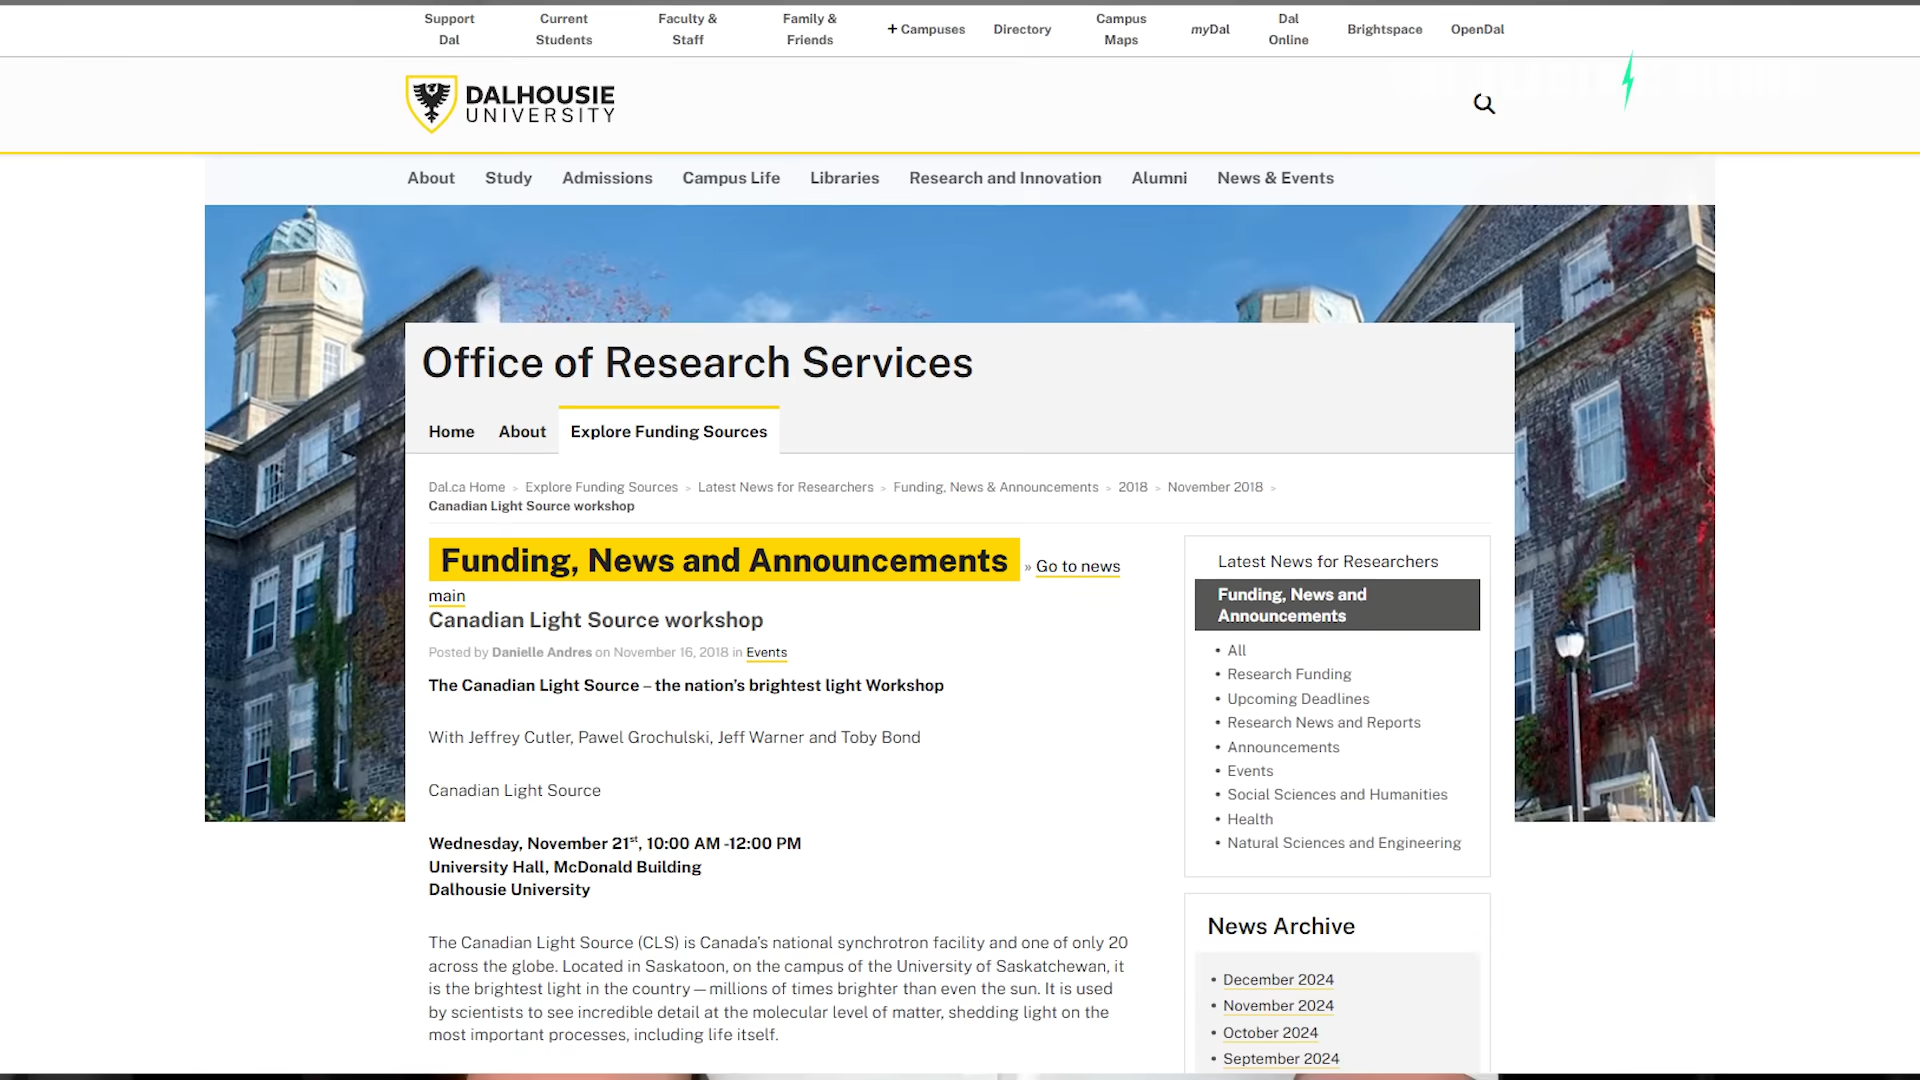 Support Dal
Current Students
Faculty & Staff
Family & Friends
+ Campuses
Directory
Campus Maps
myDal
Dal Online
Brightspace
OpenDal
DALHOUSIE
UNIVERSITY
About
Study
Admissions
Campus Life
Libraries
Research and Innovation
Alumni
News & Events
Office of Research Services
Home
About
Explore Funding Sources
Dal.ca Home > Explore Funding Sources > Latest News for Researchers > Funding, News & Announcements > 2018 > November 2018 >
Canadian Light Source workshop
Funding, News and Announcements » Go to news
main
Canadian Light Source workshop
Posted by Danielle Andres on November 16, 2018 in Events
The Canadian Light Source – the nation's brightest light Workshop
With Jeffrey Cutler, Pawel Grochulski, Jeff Warner and Toby Bond
Canadian Light Source
Wednesday, November 21st, 10:00 AM -12:00 PM
University Hall, McDonald Building
Dalhousie University
The Canadian Light Source (CLS) is Canada's national synchrotron facility and one of only 20
across the globe. Located in Saskatoon, on the campus of the University of Saskatchewan, it
is the brightest light in the country — millions of times brighter than even the sun. It is used
by scientists to see incredible detail at the molecular level of matter, shedding light on the
most important processes, including life itself.
Latest News for Researchers
Funding, News and
Announcements
• All
• Research Funding
• Upcoming Deadlines
• Research News and Reports
• Announcements
• Events
• Social Sciences and Humanities
• Health
• Natural Sciences and Engineering
News Archive
• December 2024
• November 2024
• October 2024
• September 2024